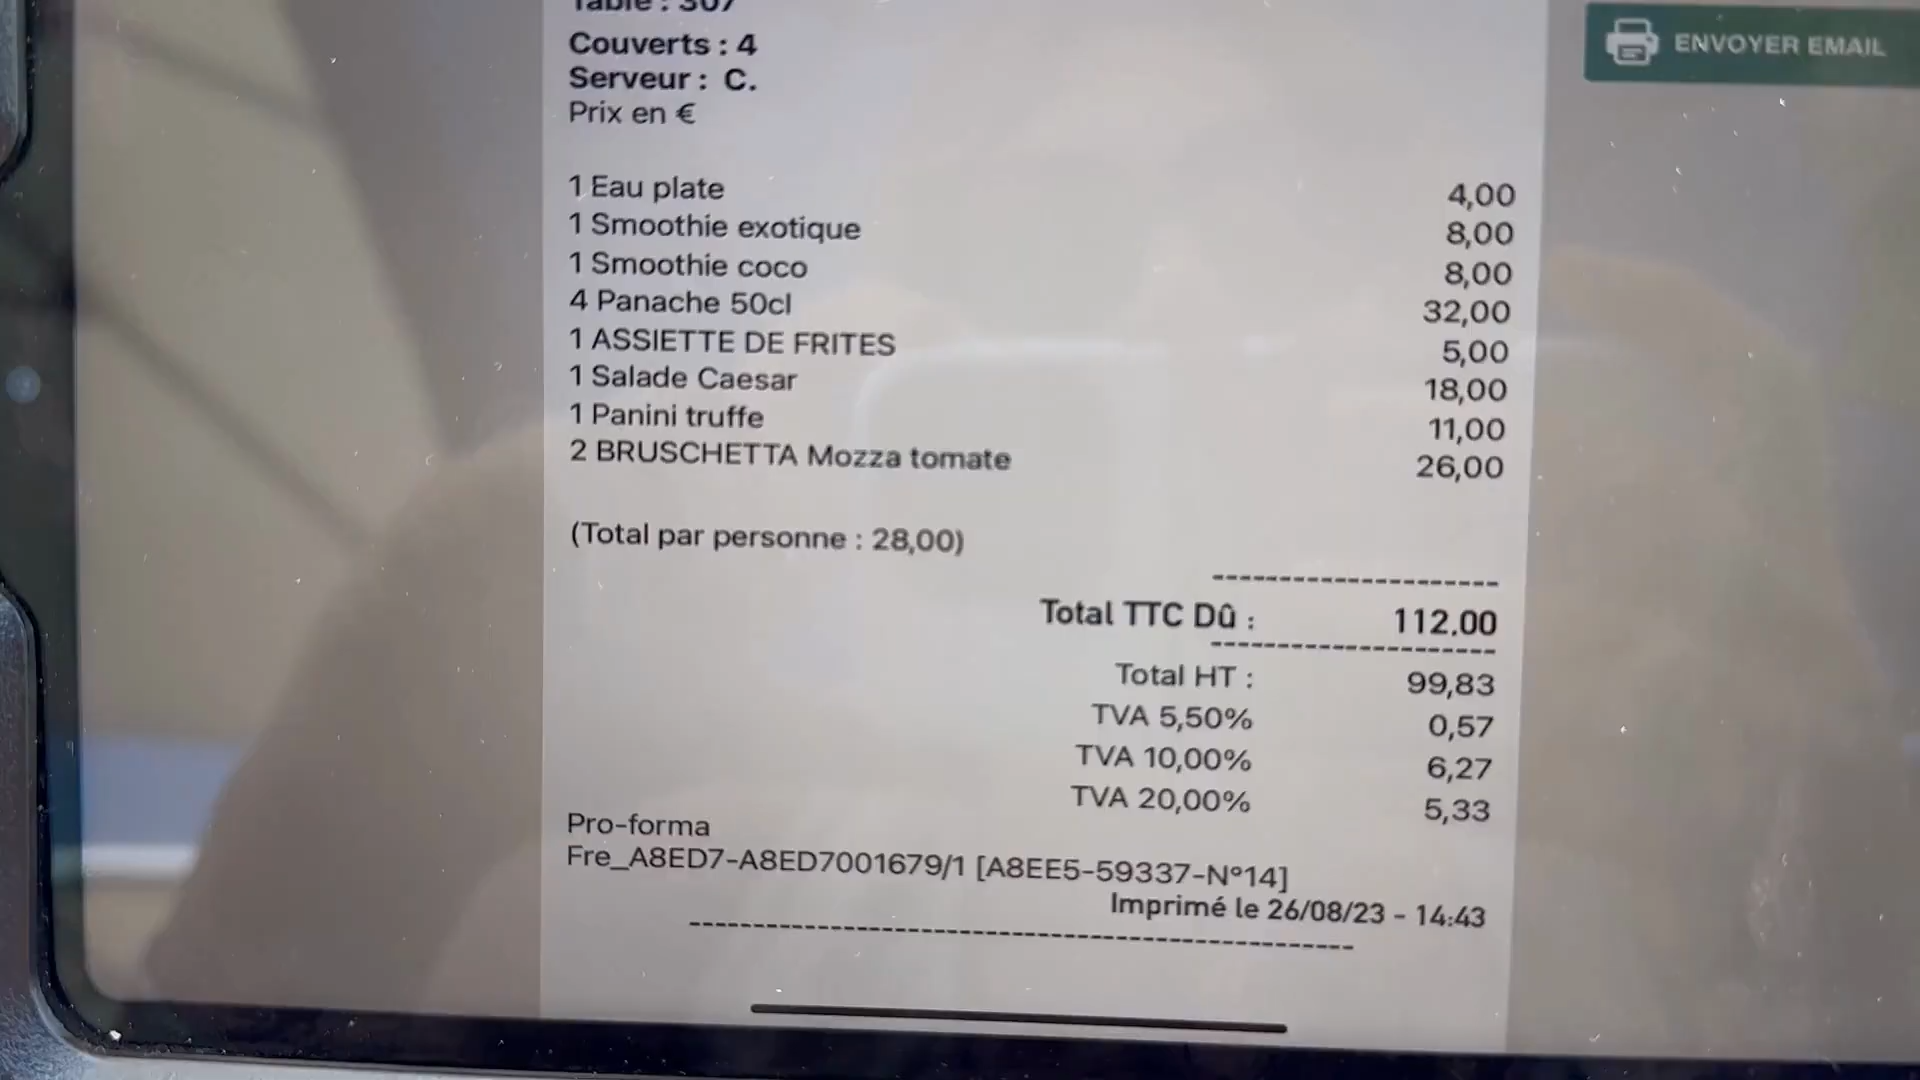 Table : 307
Couverts : 4
Serveur : C.
Prix en €
ENVOYER EMAIL
1 Eau plate 4,00
1 Smoothie exotique 8,00
1 Smoothie coco 8,00
4 Panache 50cl 32,00
1 ASSIETTE DE FRITES 5,00
1 Salade Caesar 18,00
1 Panini truffe 11,00
2 BRUSCHETTA Mozza tomate 26,00
(Total par personne : 28,00)
Total TTC Dû : 112.00
Total HT : 99,83
TVA 5,50% 0,57
TVA 10,00% 6,27
TVA 20,00% 5,33
Pro-forma
Fre_A8ED7-A8ED7001679/1 [A8EE5-59337-N°14]
Imprimé le 26/08/23 - 14:43